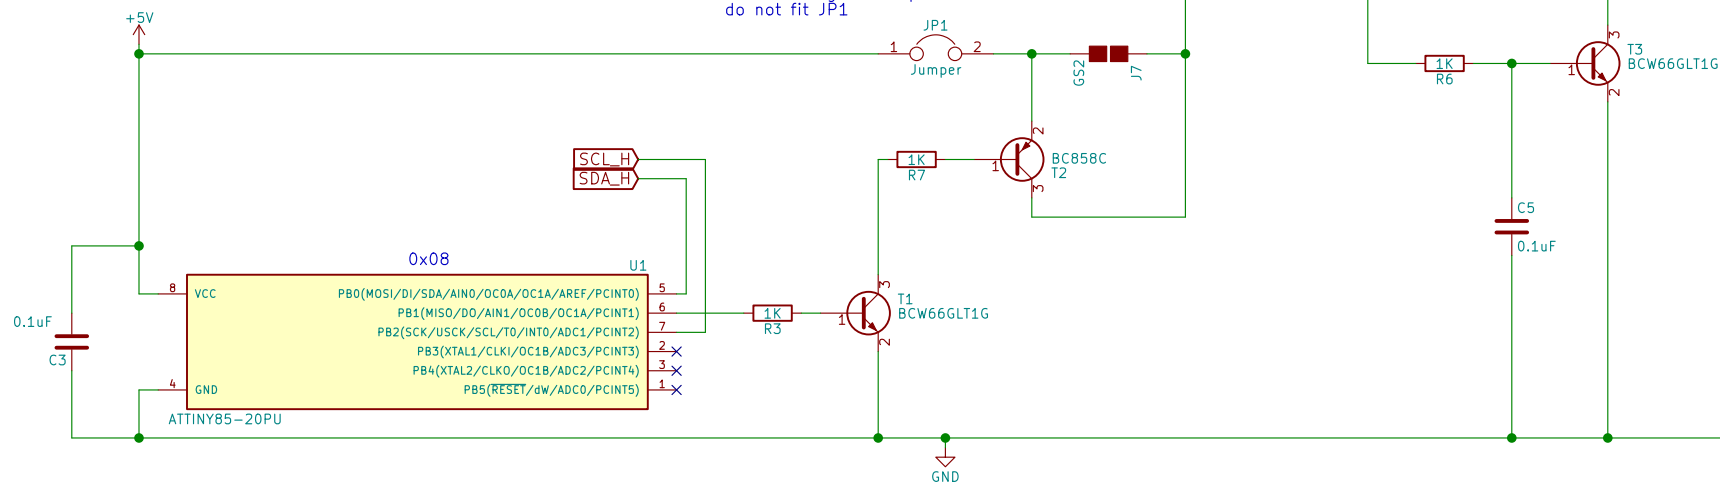 do not fit JP1
+5V
JP1
1
2
Jumper
GS2
J7
3
T3
BCW66GLT1G
1K
R6
1
2
SCL_H
SDA_H
1K
R7
2
1
BC858C
T2
3
C5
0.1uF
0x08
U1
8
VCC
PB0(MOSI/DI/SDA/AIN0/OC0A/OC1A/AREF/PCINT0)
5
PB1(MISO/DO/AIN1/OC0B/OC1A/PCINT1)
6
PB2(SCK/USCK/SCL/T0/INT0/ADC1/PCINT2)
7
PB3(XTAL1/CLKI/OC1B/ADC3/PCINT3)
2
PB4(XTAL2/CLKO/OC1B/ADC2/PCINT4)
3
PB5(RESET/dW/ADC0/PCINT5)
1
4
GND
ATTINY85-20PU
0.1uF
C3
1K
R3
3
T1
BCW66GLT1G
1
2
GND